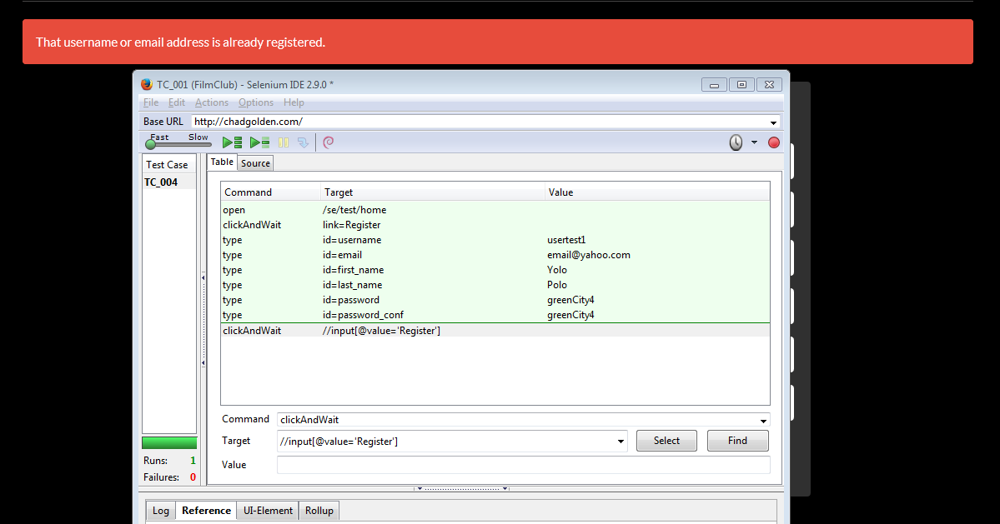 That username or email address is already registered.
TC_001 (FilmClub) - Selenium IDE 2.9.0 *
File Edit Actions Options Help
Base URL http://chadgolden.com/
Fast Slow
Test Case
TC_004
Table Source
Command Target Value
open /se/test/home
clickAndWait link=Register
type id=username usertest1
type id=email email@yahoo.com
type id=first_name Yolo
type id=last_name Polo
type id=password greenCity4
type id=password_conf greenCity4
clickAndWait //input[@value='Register']
Command clickAndWait
Target //input[@value='Register'] Select Find
Value
Runs: 1
Failures: 0
Log Reference UI-Element Rollup